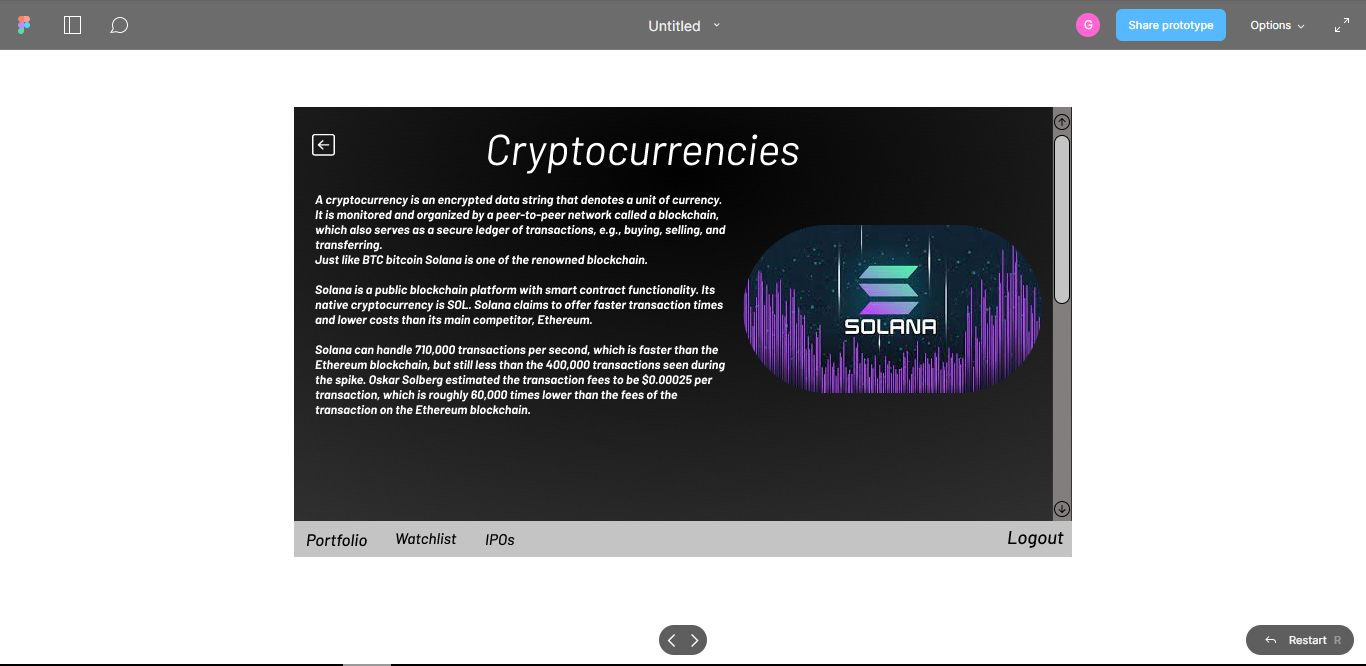 Untitled
G
Share prototype
Options
Cryptocurrencies
A cryptocurrency is an encrypted data string that denotes a unit of currency.
It is monitored and organized by a peer-to-peer network called a blockchain,
which also serves as a secure ledger of transactions, e.g., buying, selling, and
transferring.
Just like BTC bitcoin Solana is one of the renowned blockchain.
Solana is a public blockchain platform with smart contract functionality. Its
native cryptocurrency is SOL. Solana claims to offer faster transaction times
and lower costs than its main competitor, Ethereum.
Solana can handle 710,000 transactions per second, which is faster than the
Ethereum blockchain, but still less than the 400,000 transactions seen during
the spike. Oskar Solberg estimated the transaction fees to be $0.00025 per
transaction, which is roughly 60,000 times lower than the fees of the
transaction on the Ethereum blockchain.
SOLANA
Portfolio
Watchlist
IPOs
Logout
Restart R